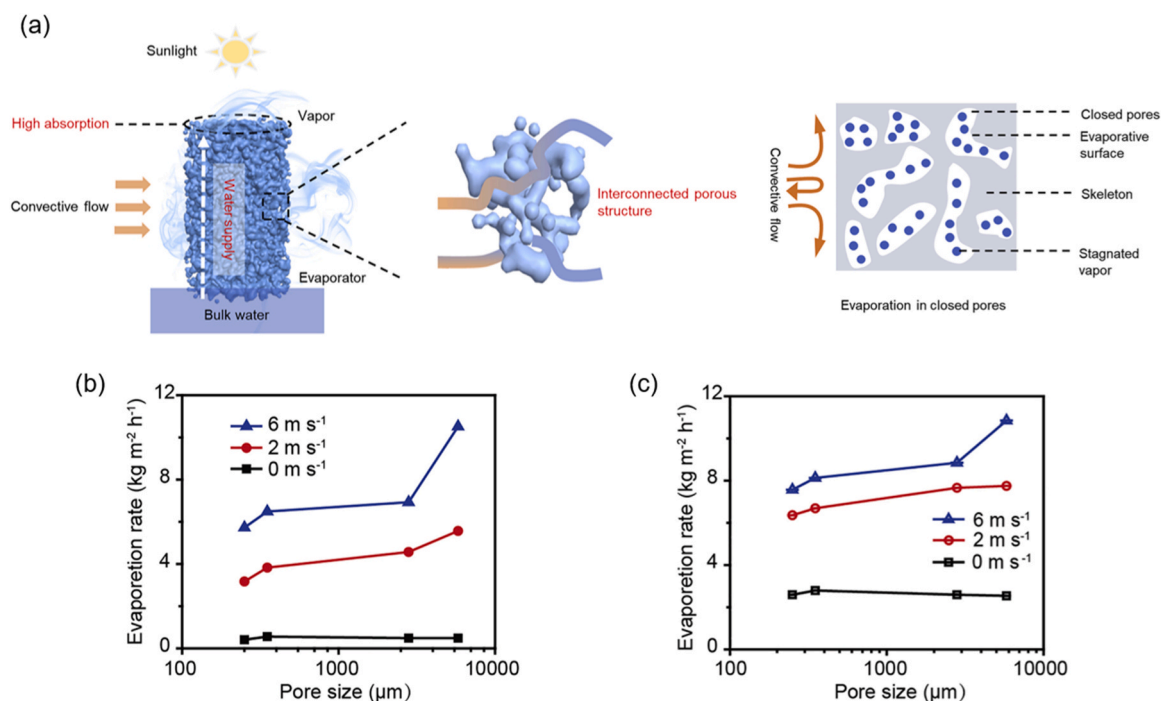 (a)
Sunlight
High absorption
Vapor
Convective flow
Water supply
Evaporator
Bulk water
Interconnected porous
structure
Convective
flow
Closed pores
Evaporative
surface
Skeleton
Stagnated
vapor
Evaporation in closed pores
(b)
Evaporetion rate (kg m⁻² h⁻¹)
12
8
4
0
6 m s⁻¹
2 m s⁻¹
0 m s⁻¹
100
1000
10000
Pore size (μm)
(c)
Evaporetion rate (kg m⁻² h⁻¹)
12
8
4
0
6 m s⁻¹
2 m s⁻¹
0 m s⁻¹
100
1000
10000
Pore size (μm)